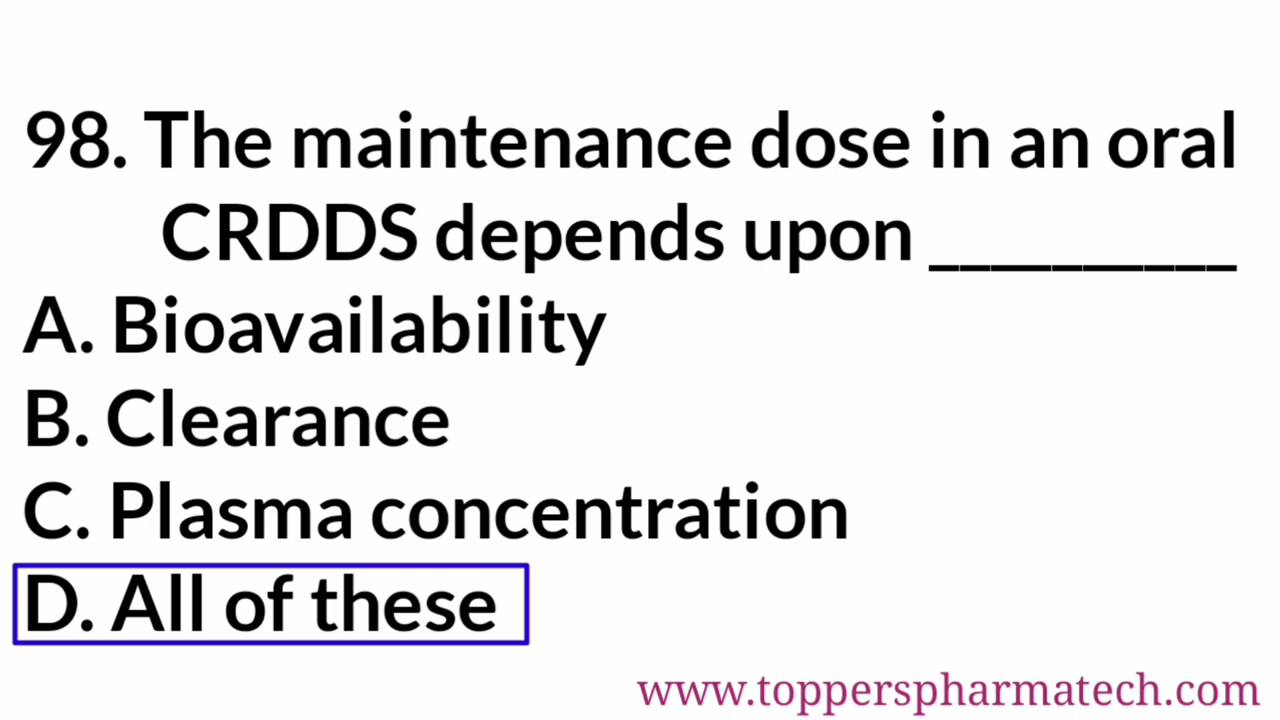 98. The maintenance dose in an oral
CRDDS depends upon __________
A. Bioavailability
B. Clearance
C. Plasma concentration
D. All of these
www.topperspharmatech.com